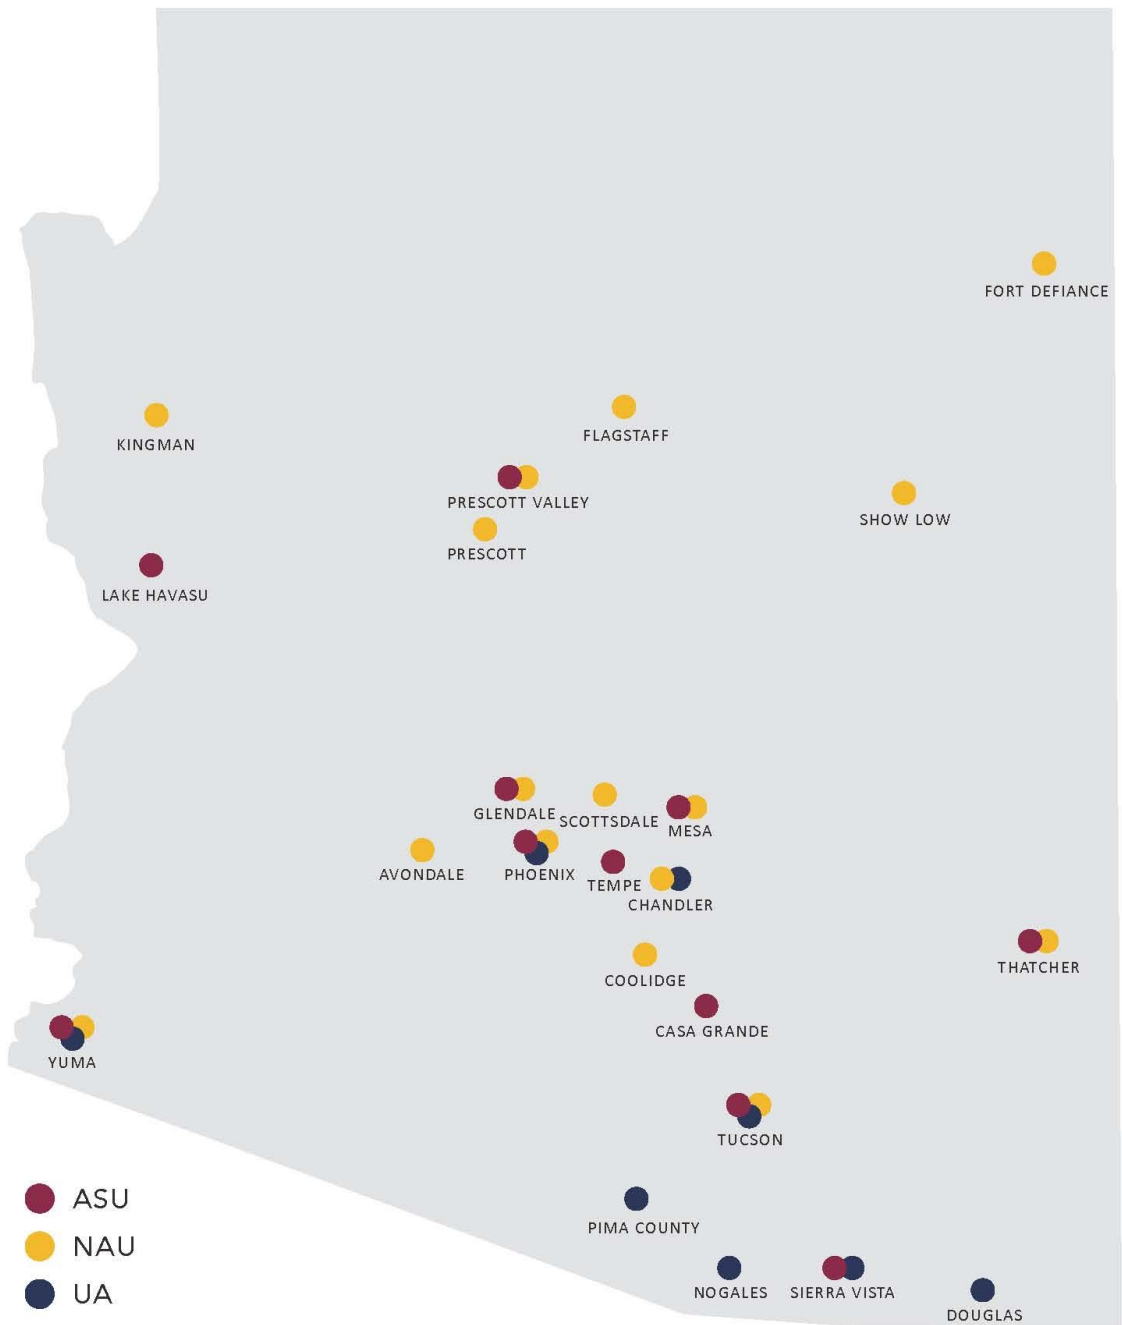 FORT DEFIANCE
FLAGSTAFF
KINGMAN
PRESCOTT VALLEY
SHOW LOW
PRESCOTT
LAKE HAVASU
GLENDALE
SCOTTSDALE
MESA
AVONDALE
PHOENIX
TEMPE
CHANDLER
THATCHER
COOLIDGE
CASA GRANDE
YUMA
TUCSON
PIMA COUNTY
NOGALES
SIERRA VISTA
DOUGLAS
ASU
NAU
UA